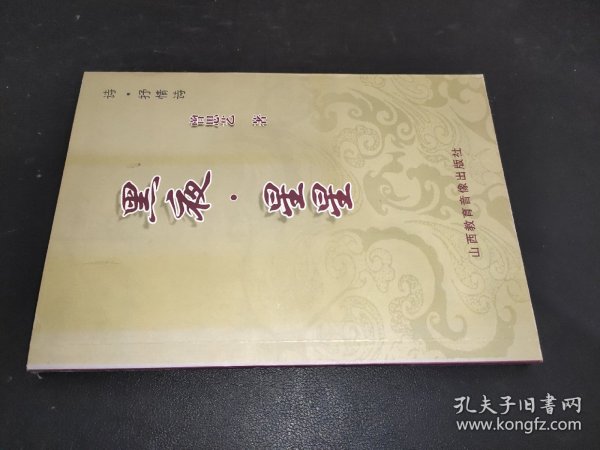 诗·抒情诗
曾思艺 著
黑夜·星星
山西教育音像出版社
孔夫子旧书网
www.kongfz.com